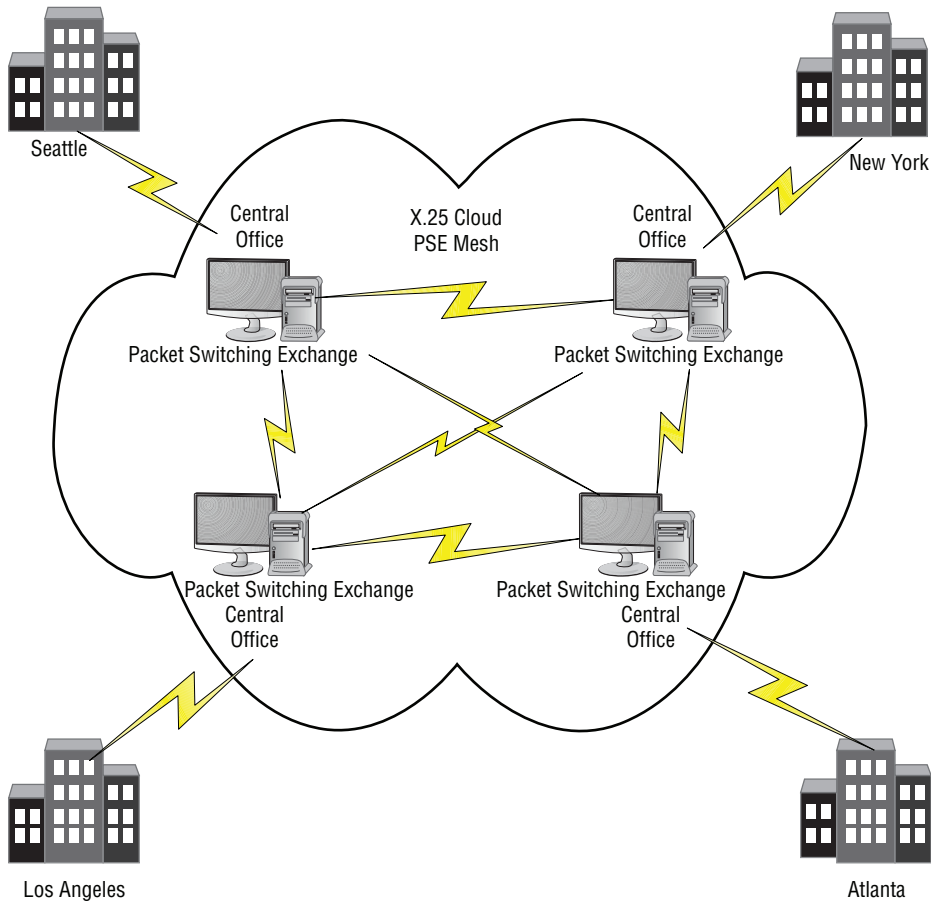 Seattle
New York
Central
Office
X.25 Cloud
PSE Mesh
Central
Office
Packet Switching Exchange
Packet Switching Exchange
Packet Switching Exchange
Central
Office
Packet Switching Exchange
Central
Office
Los Angeles
Atlanta